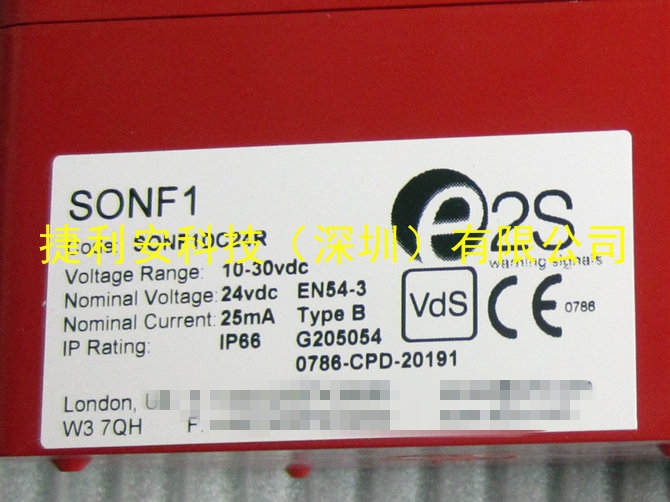 SONF1
e2S
warning signals
捷利安科技（深圳）有限公司
Model: SONF1DC24R
Voltage Range: 10-30vdc
Nominal Voltage: 24vdc EN54-3
Nominal Current: 25mA Type B
IP Rating: IP66 G205054
0786-CPD-20191
VdS
CE 0786
London, U
W3 7QH F.